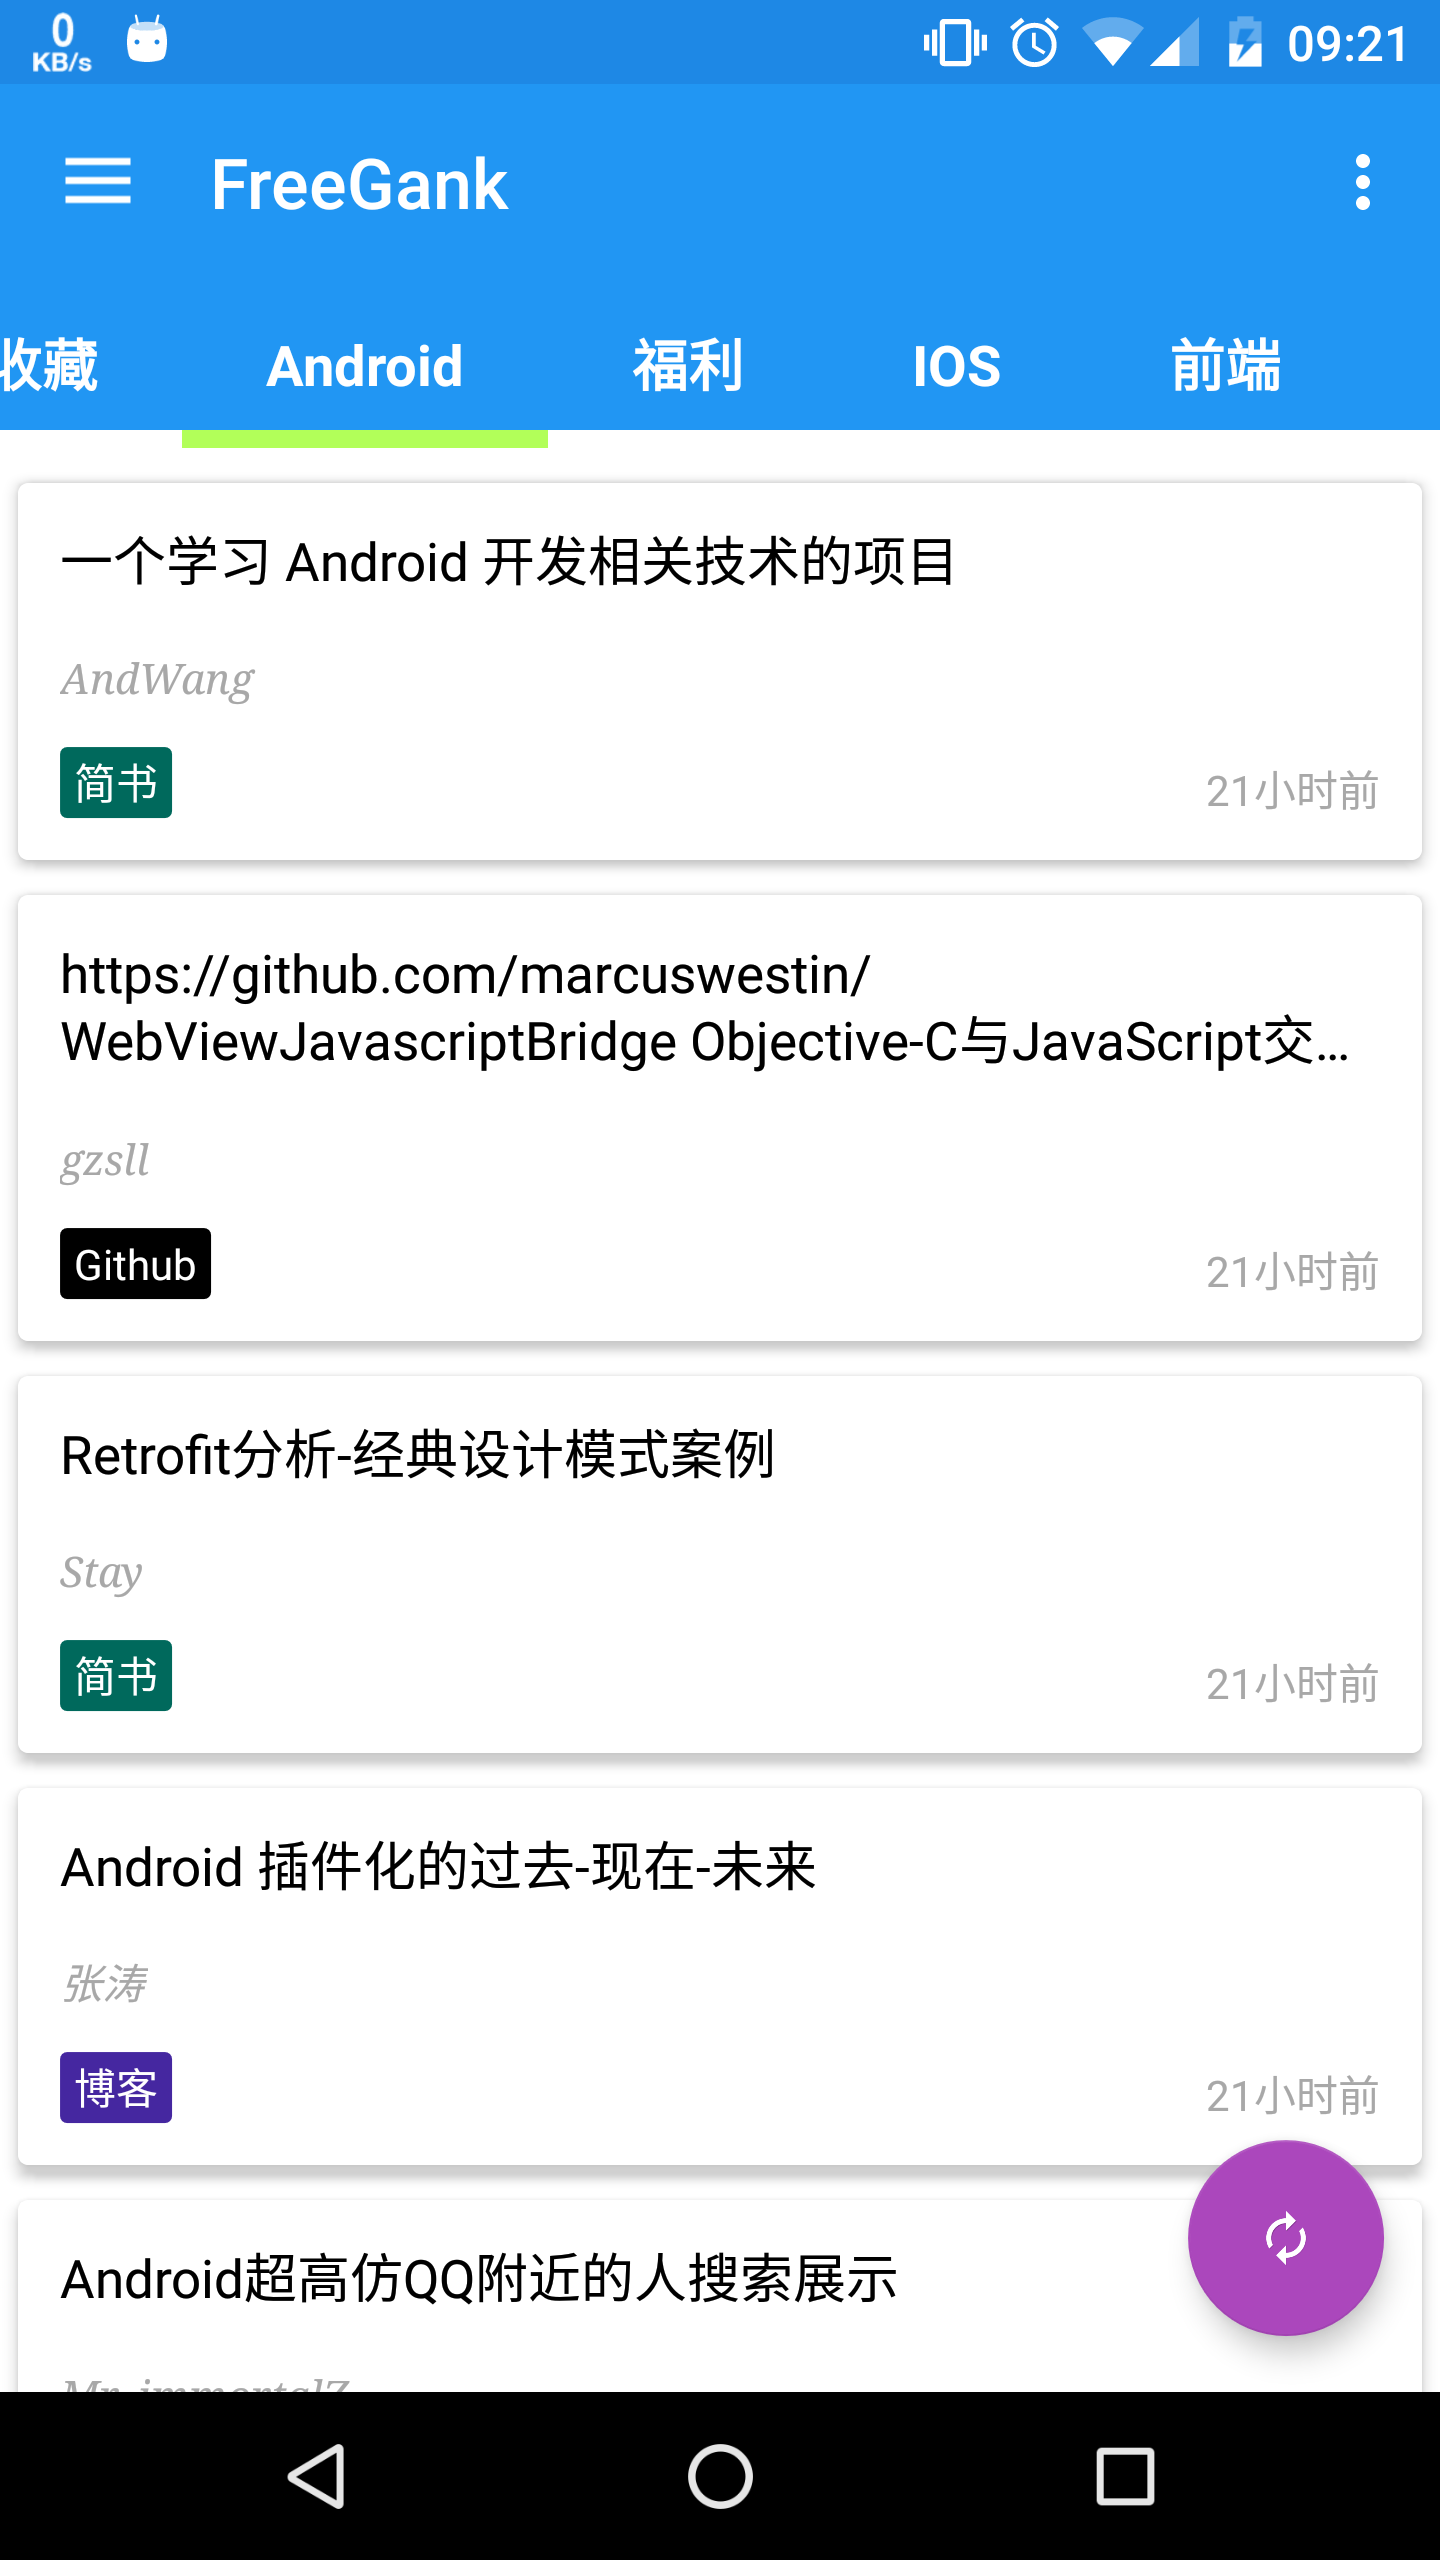 0
KB/s
09:21
FreeGank
收藏
Android
福利
IOS
前端
一个学习 Android 开发相关技术的项目
AndWang
简书
21小时前
https://github.com/marcuswestin/
WebViewJavascriptBridge Objective-C与JavaScript交...
gzsll
Github
21小时前
Retrofit分析-经典设计模式案例
Stay
简书
21小时前
Android 插件化的过去-现在-未来
张涛
博客
21小时前
Android超高仿QQ附近的人搜索展示
Mr.immortalZ